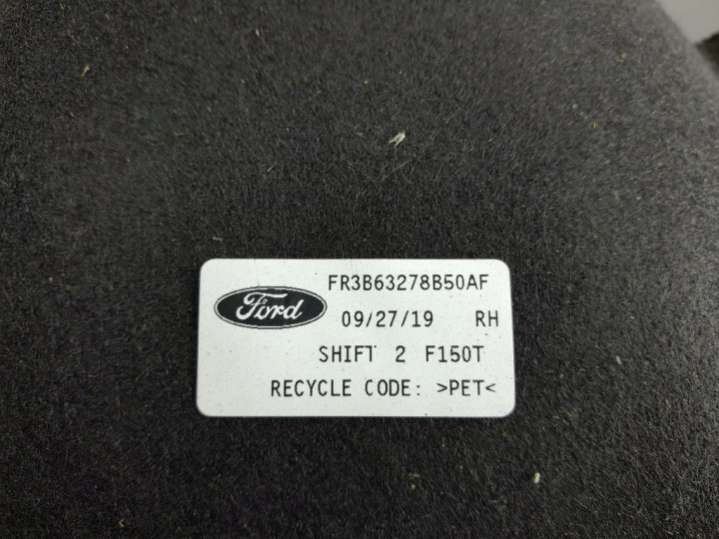 Ford
FR3B63278B50AF
09/27/19 RH
SHIFT 2 F150T
RECYCLE CODE: >PET<